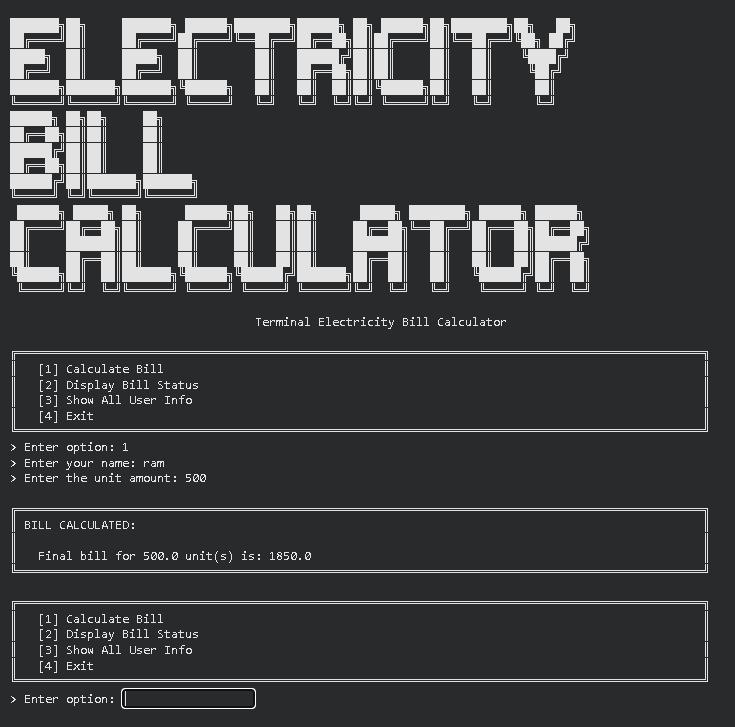 ELECTRICITY
BILL
CALCULATOR
Terminal Electricity Bill Calculator
[1] Calculate Bill
[2] Display Bill Status
[3] Show All User Info
[4] Exit
> Enter option: 1
> Enter your name: ram
> Enter the unit amount: 500
BILL CALCULATED:
Final bill for 500.0 unit(s) is: 1850.0
[1] Calculate Bill
[2] Display Bill Status
[3] Show All User Info
[4] Exit
> Enter option: